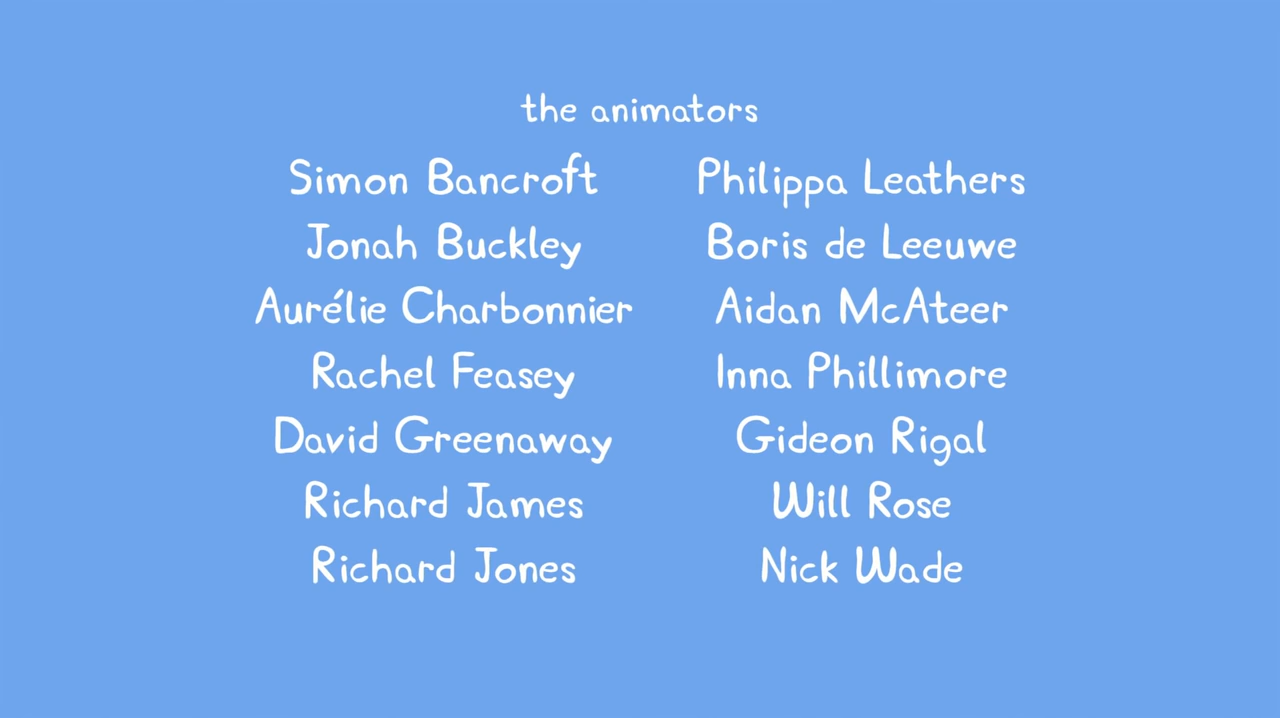 the animators
Simon Bancroft
Jonah Buckley
Aurélie Charbonnier
Rachel Feasey
David Greenaway
Richard James
Richard Jones
Philippa Leathers
Boris de Leeuwe
Aidan McAteer
Inna Phillimore
Gideon Rigal
Will Rose
Nick Wade